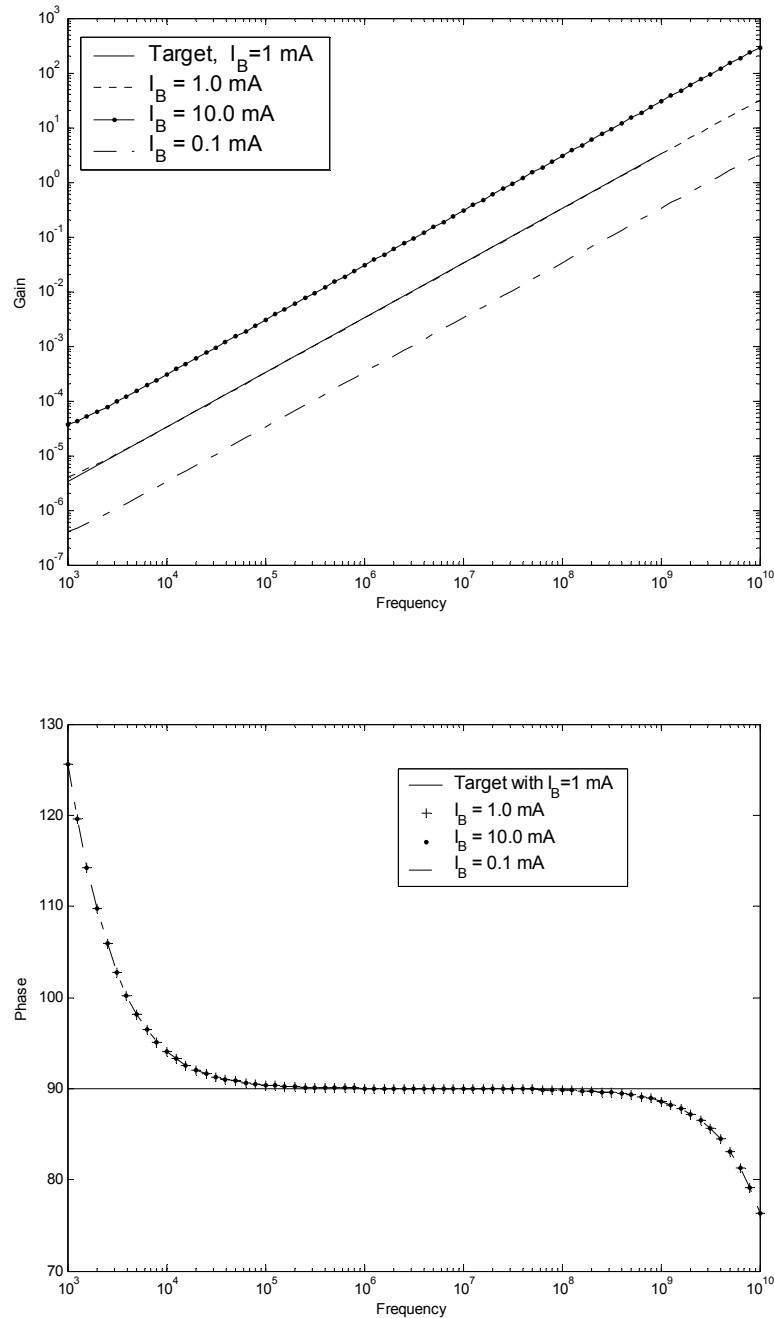 10^3
10^2
10^1
10^0
10^-1
10^-2
10^-3
10^-4
10^-5
10^-6
10^-7
Gain
Target, I_B=1 mA
I_B = 1.0 mA
I_B = 10.0 mA
I_B = 0.1 mA
10^3 10^4 10^5 10^6 10^7 10^8 10^9 10^10
Frequency
130
120
110
100
90
80
70
Phase
Target with I_B=1 mA
I_B = 1.0 mA
I_B = 10.0 mA
I_B = 0.1 mA
10^3 10^4 10^5 10^6 10^7 10^8 10^9 10^10
Frequency